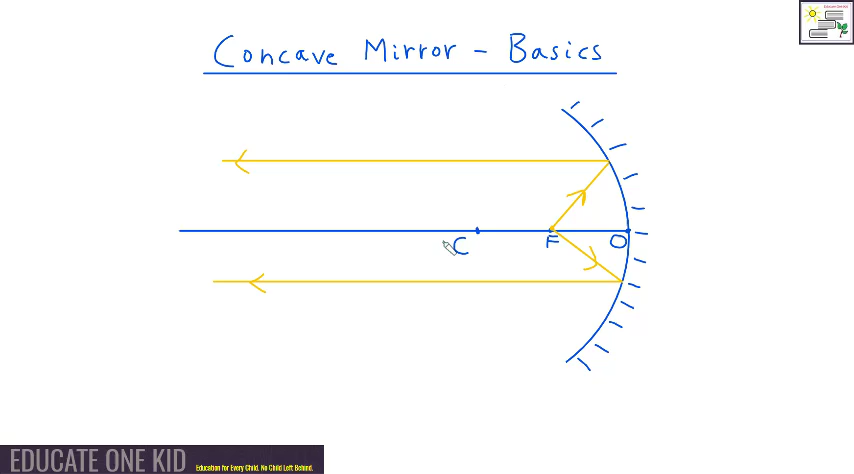 Concave Mirror - Basics
C
F
O
EDUCATE ONE KID
Education for Every Child. No Child Left Behind.